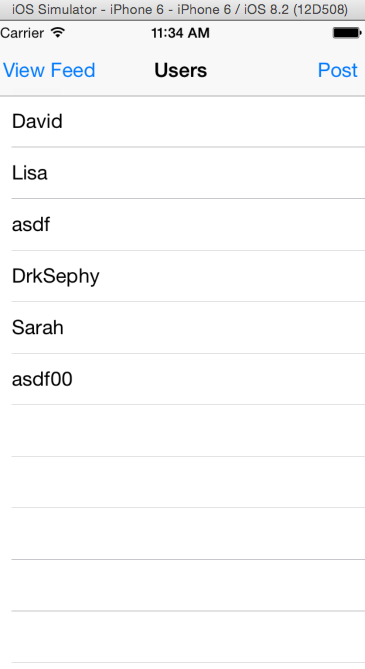 iOS Simulator - iPhone 6 - iPhone 6 / iOS 8.2 (12D508)
Carrier 11:34 AM
View Feed Users Post
David
Lisa
asdf
DrkSephy
Sarah
asdf00